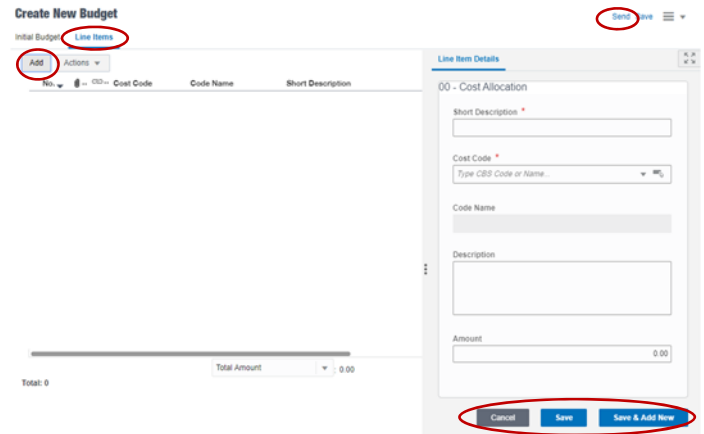 Create New Budget
Send Save
Initial Budget Line Items
Add Actions
Line Item Details
No. Cost Code Code Name Short Description
00 - Cost Allocation
Short Description *
Cost Code *
Type CBS Code or Name...
Code Name
Description
Amount
0.00
Total Amount : 0.00
Total: 0
Cancel Save Save & Add New